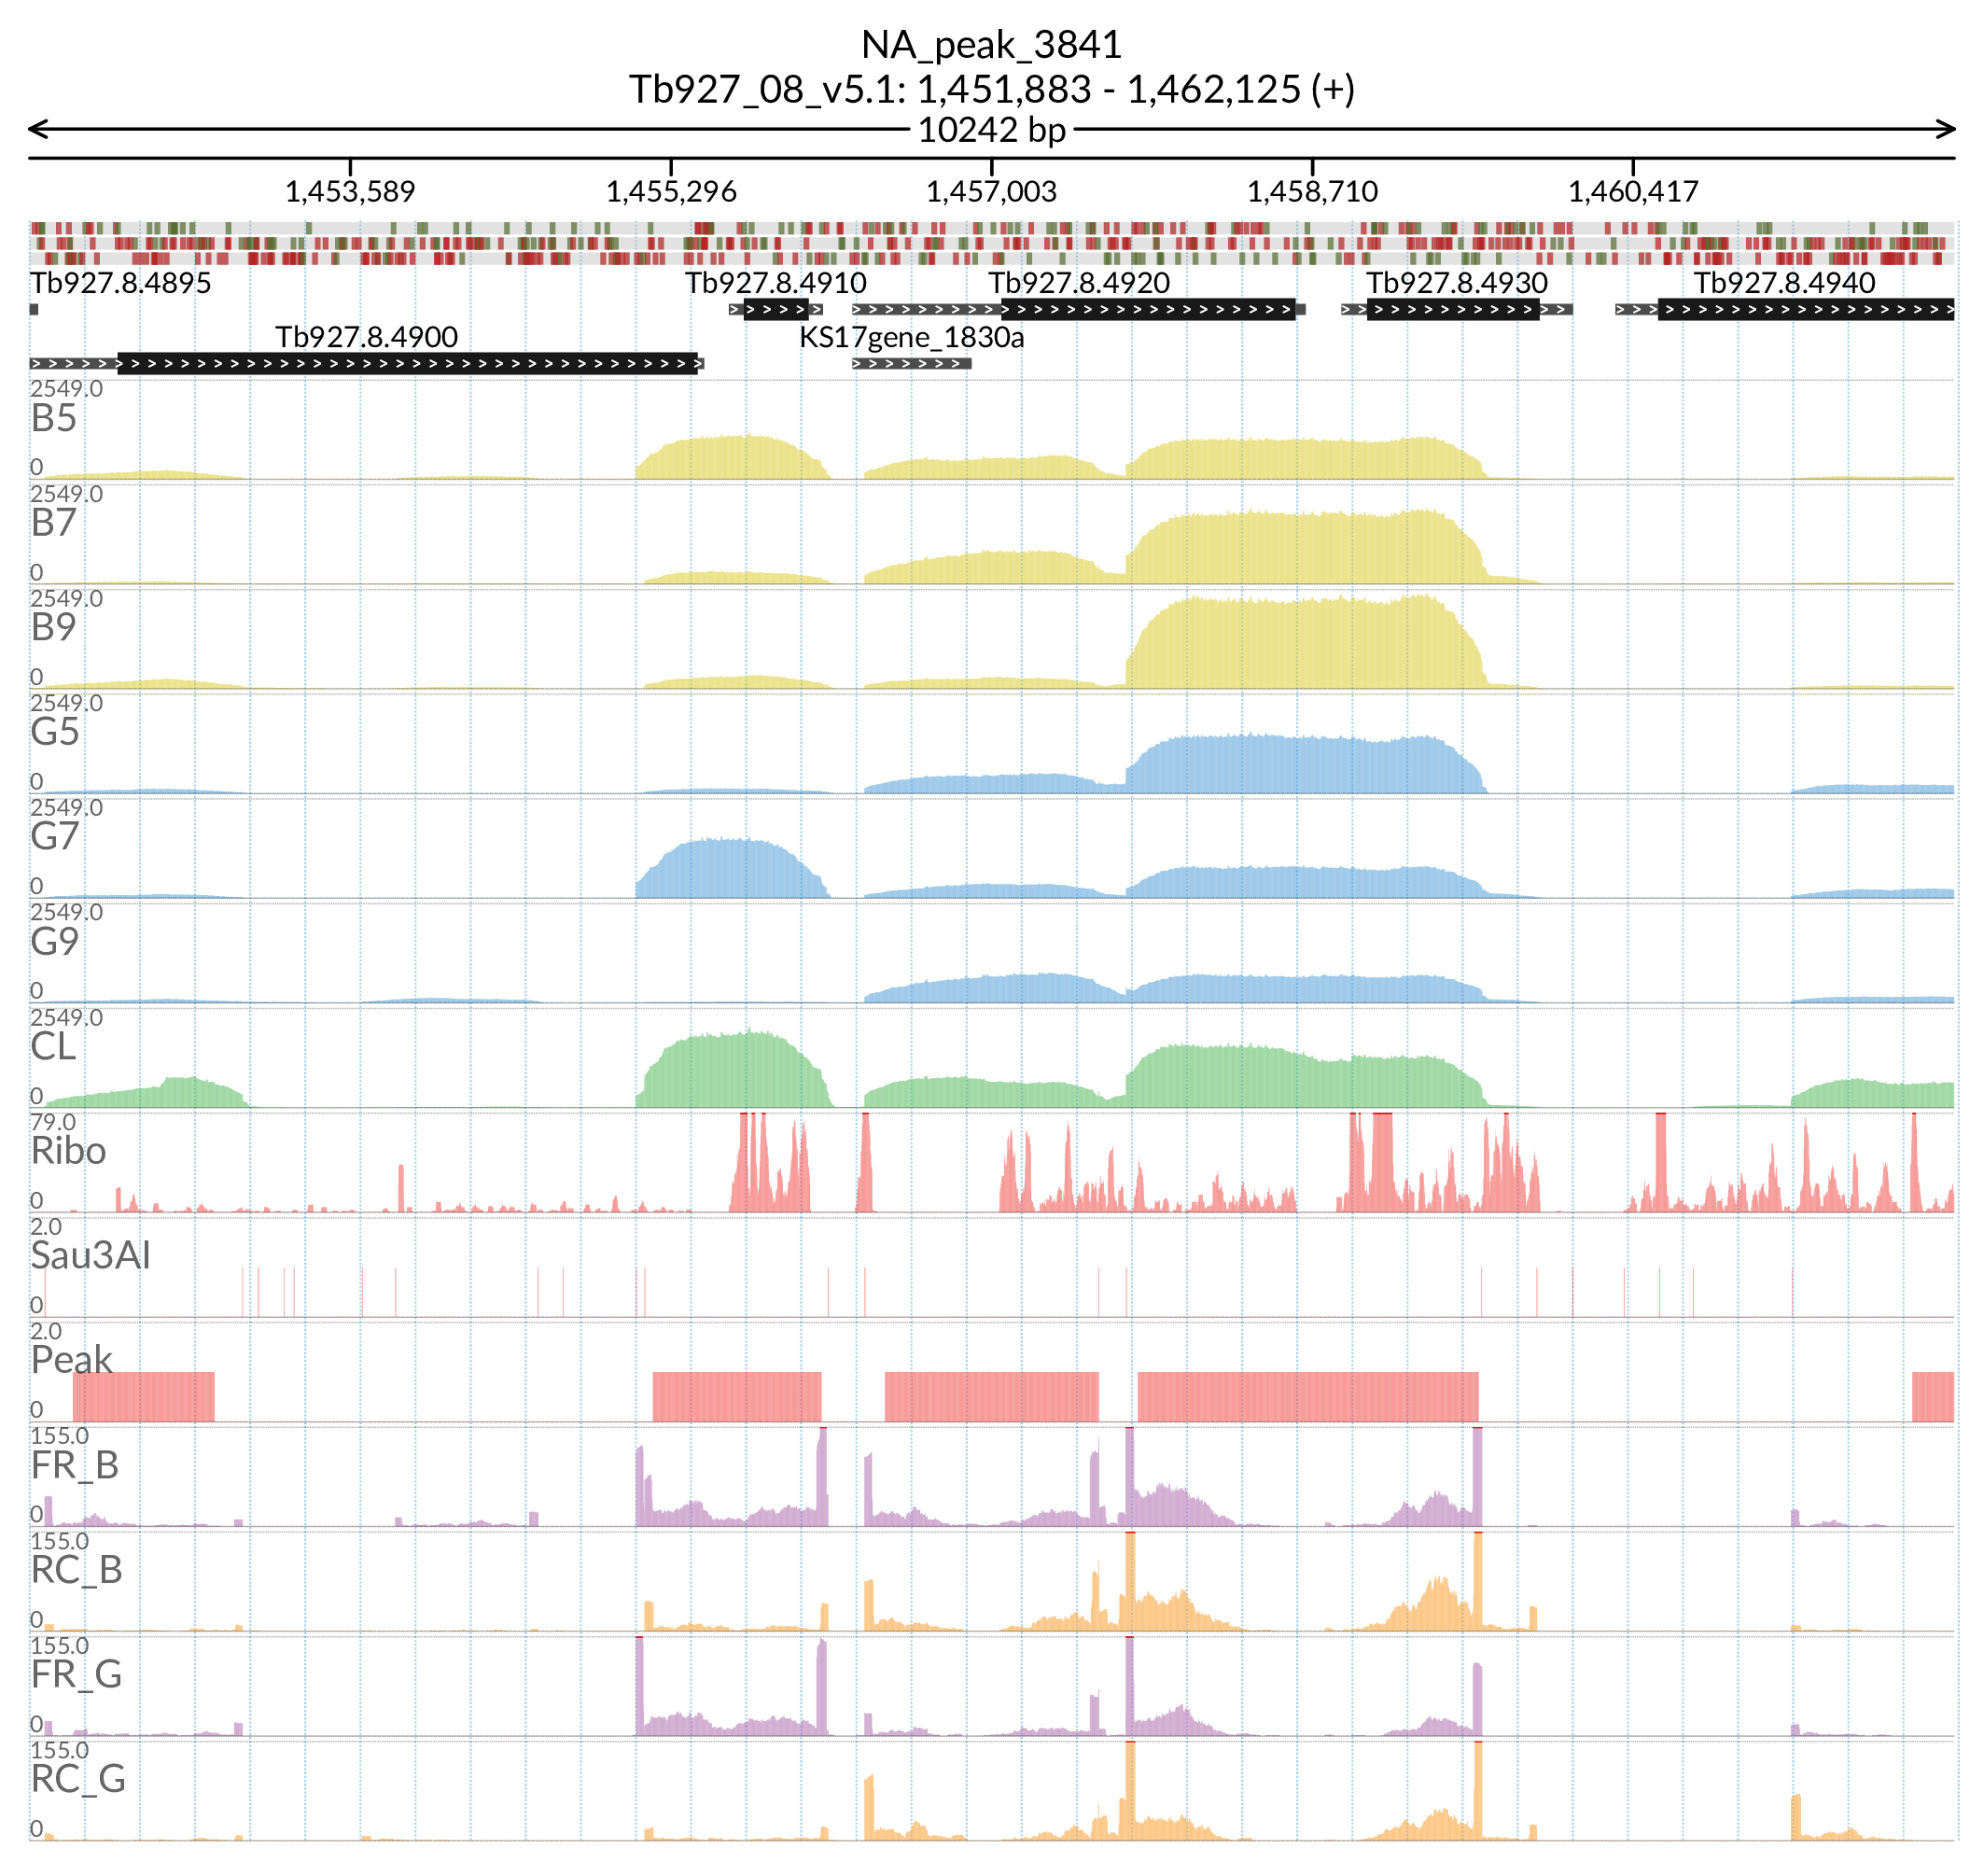 NA_peak_3841
Tb927_08_v5.1: 1,451,883 - 1,462,125 (+)
10242 bp
1,453,589 1,455,296 1,457,003 1,458,710 1,460,417
Tb927.8.4895 Tb927.8.4910 Tb927.8.4920 Tb927.8.4930 Tb927.8.4940
Tb927.8.4900 KS17gene_1830a
2549.0
B5
0
2549.0
B7
0
2549.0
B9
0
2549.0
G5
0
2549.0
G7
0
2549.0
G9
0
2549.0
CL
0
79.0
Ribo
0
2.0
Sau3AI
0
2.0
Peak
0
155.0
FR_B
0
155.0
RC_B
0
155.0
FR_G
0
155.0
RC_G
0